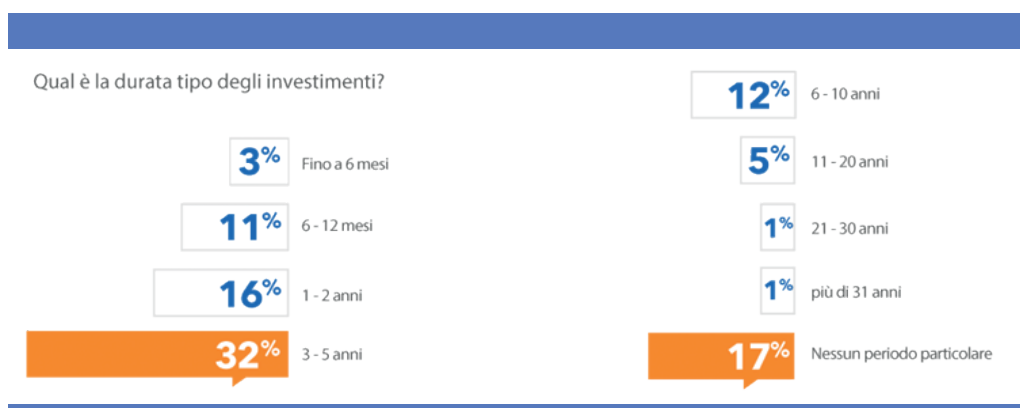 Qual è la durata tipo degli investimenti?
3% Fino a 6 mesi
11% 6 - 12 mesi
16% 1 - 2 anni
32% 3 - 5 anni
12% 6 - 10 anni
5% 11 - 20 anni
1% 21 - 30 anni
1% più di 31 anni
17% Nessun periodo particolare